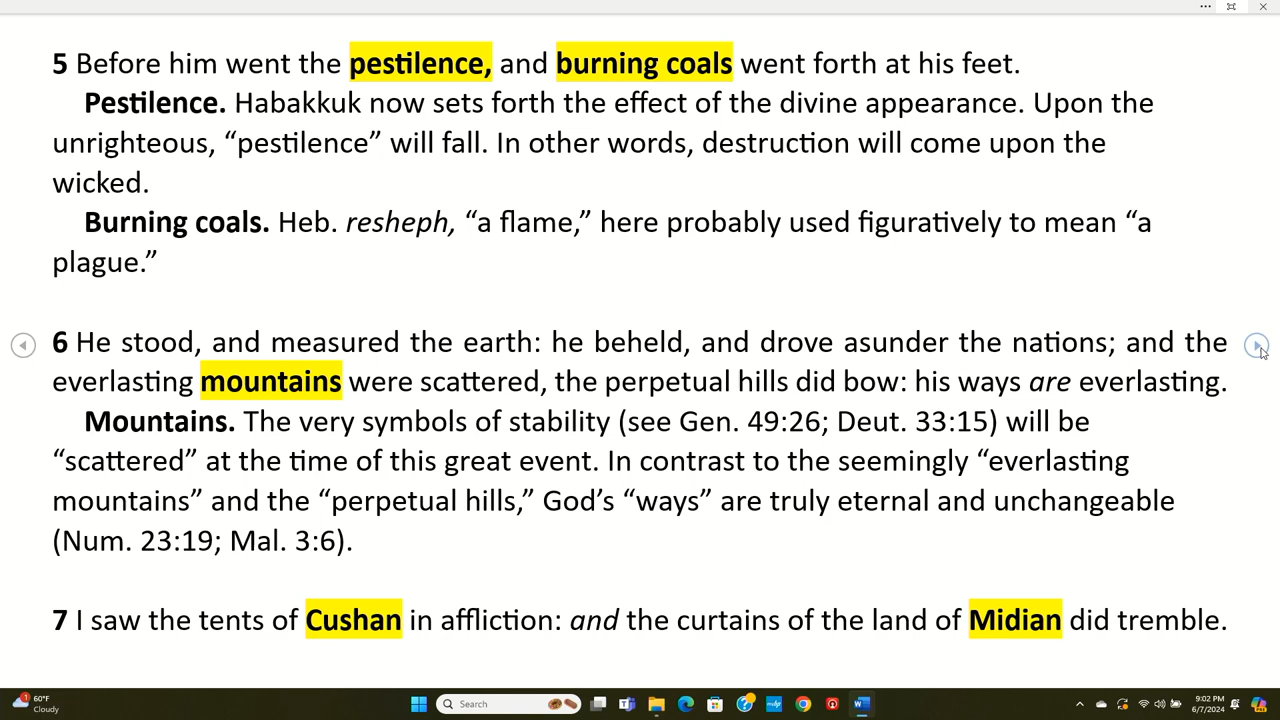 5 Before him went the pestilence, and burning coals went forth at his feet.
Pestilence. Habakkuk now sets forth the effect of the divine appearance. Upon the
unrighteous, “pestilence” will fall. In other words, destruction will come upon the
wicked.
Burning coals. Heb. resheph, “a flame,” here probably used figuratively to mean “a
plague.”
6 He stood, and measured the earth: he beheld, and drove asunder the nations; and the
everlasting mountains were scattered, the perpetual hills did bow: his ways are everlasting.
Mountains. The very symbols of stability (see Gen. 49:26; Deut. 33:15) will be
“scattered” at the time of this great event. In contrast to the seemingly “everlasting
mountains” and the “perpetual hills,” God’s “ways” are truly eternal and unchangeable
(Num. 23:19; Mal. 3:6).
7 I saw the tents of Cushan in affliction: and the curtains of the land of Midian did tremble.
60°F
Cloudy
Search
9:02 PM
6/7/2024